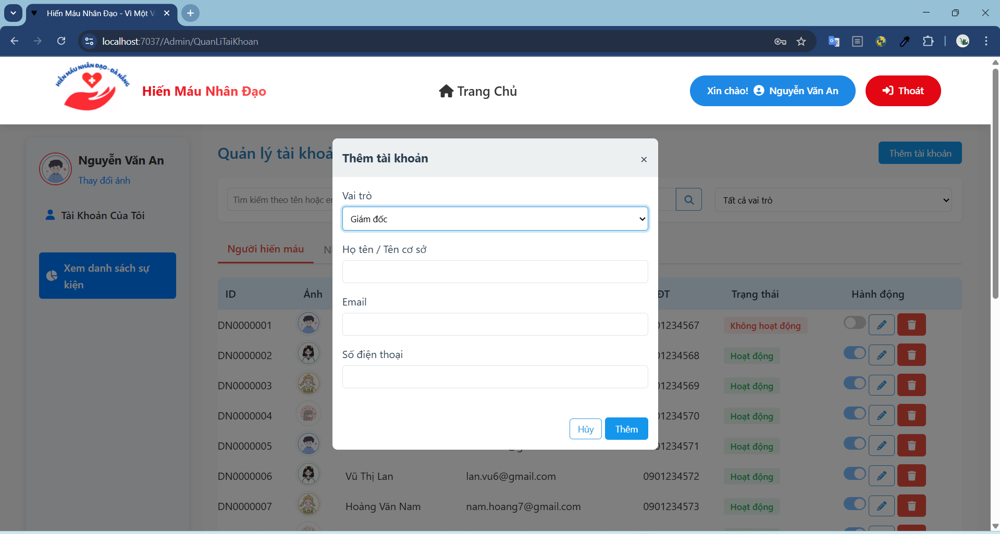 Hiến Máu Nhân Đạo - Vì Một V
localhost:7037/Admin/QuanLiTaiKhoan
HIẾN MÁU NHÂN ĐẠO - ĐÀ NẴNG
Hiến Máu Nhân Đạo
Trang Chủ
Xin chào! Nguyễn Văn An
Thoát
Nguyễn Văn An
Thay đổi ảnh
Tài Khoản Của Tôi
Xem danh sách sự
kiện
Quản lý tài khoả
Thêm tài khoản
Tìm kiếm theo tên hoặc e
Tất cả vai trò
Người hiến máu
N
Thêm tài khoản
×
Vai trò
Giám đốc
Họ tên / Tên cơ sở
Email
Số điện thoại
Hủy
Thêm
ID Ảnh ĐT Trạng thái Hành động
DN0000001 01234567 Không hoạt động
DN0000002 01234568 Hoạt động
DN0000003 01234569 Hoạt động
DN0000004 01234570 Hoạt động
DN0000005 01234571 Hoạt động
DN0000006 Vũ Thị Lan lan.vu6@gmail.com 0901234572 Hoạt động
DN0000007 Hoàng Văn Nam nam.hoang7@gmail.com 0901234573 Hoạt động